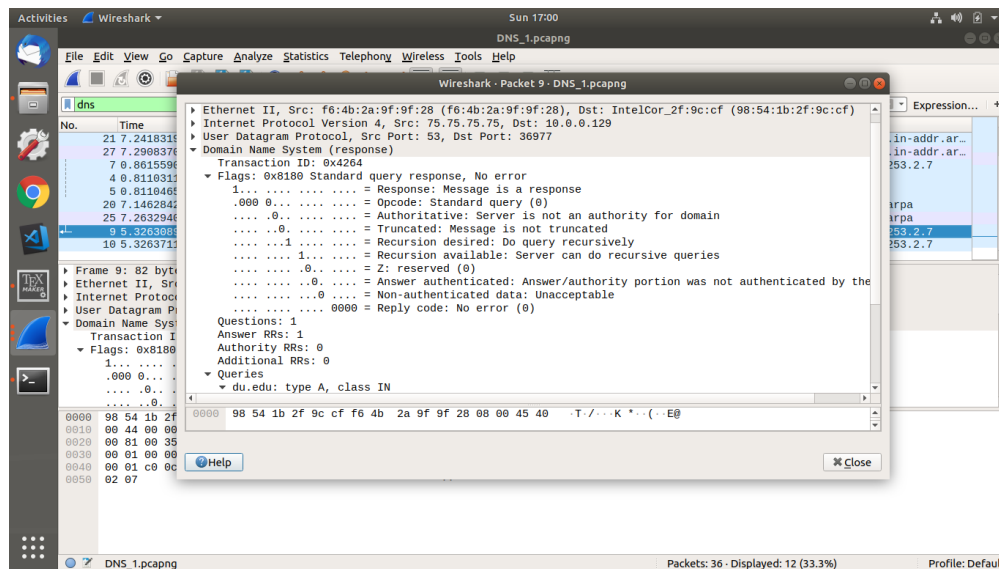 Activities Wireshark Sun 17:00
DNS_1.pcapng
File Edit View Go Capture Analyze Statistics Telephony Wireless Tools Help
Wireshark · Packet 9 · DNS_1.pcapng
dns
Expression…
+
No. Time
21 7.2418319
27 7.2908370
7 0.8615590
4 0.8110311
5 0.8110465
20 7.1462842
25 7.2632940
9 5.3263089
10 5.3263711
.in-addr.ar…
.in-addr.ar…
253.2.7
arpa
arpa
253.2.7
253.2.7
Ethernet II, Src: f6:4b:2a:9f:9f:28 (f6:4b:2a:9f:9f:28), Dst: IntelCor_2f:9c:cf (98:54:1b:2f:9c:cf)
Internet Protocol Version 4, Src: 75.75.75.75, Dst: 10.0.0.129
User Datagram Protocol, Src Port: 53, Dst Port: 36977
Domain Name System (response)
Transaction ID: 0x4264
Flags: 0x8180 Standard query response, No error
1... .... .... .... = Response: Message is a response
.000 0... .... .... = Opcode: Standard query (0)
.... .0.. .... .... = Authoritative: Server is not an authority for domain
.... ..0. .... .... = Truncated: Message is not truncated
.... ...1 .... .... = Recursion desired: Do query recursively
.... .... 1... .... = Recursion available: Server can do recursive queries
.... .... .0.. .... = Z: reserved (0)
.... .... ..0. .... = Answer authenticated: Answer/authority portion was not authenticated by the
.... .... ...0 .... = Non-authenticated data: Unacceptable
.... .... .... 0000 = Reply code: No error (0)
Questions: 1
Answer RRs: 1
Authority RRs: 0
Additional RRs: 0
Queries
du.edu: type A, class IN
0000 98 54 1b 2f 9c cf f6 4b 2a 9f 9f 28 08 00 45 40 ·T·/···K *··(··E@
Help
Close
Frame 9: 82 byte
Ethernet II, Src
Internet Protoco
User Datagram P
Domain Name Sys
Transaction I
Flags: 0x8180
1... .... .
.000 0... .
.... .0.. .
.... ..0. .
0000 98 54 1b 2f
0010 00 44 00 00
0020 00 81 00 35
0030 00 01 00 00
0040 00 01 c0 0c
0050 02 07
TEX
MAKER
DNS_1.pcapng
Packets: 36 · Displayed: 12 (33.3%)
Profile: Defau